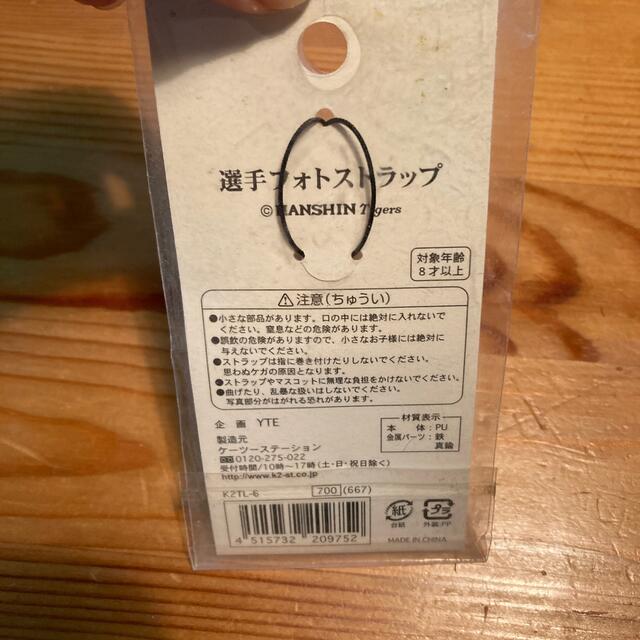 選手フォトストラップ
© HANSHIN Tigers
対象年齢
8才以上
⚠注意(ちゅうい)
●小さな部品があります。口の中には絶対に入れないで
ください。窒息などの危険があります。
●誤飲の危険がありますので、小さなお子様には絶対に
与えないでください。
●ストラップは指に巻き付けたりしないでください。
思わぬケガの原因となります。
●ストラップやマスコットに無理な負担をかけないでください。
●曲げたり、乱暴な扱いはしないでください。
写真部分がはがれる恐れがあります。
企 画 YTE
製造元
ケーツーステーション
0120-275-022
受付時間/10時〜17時(土・日・祝日除く)
http://www.k2-st.co.jp
材質表示
本 体:PU
金属パーツ:鉄
真鍮
K2TL-6 700 (667)
4 515732 209752
紙
台紙
プラ
外装:PP
MADE IN CHINA